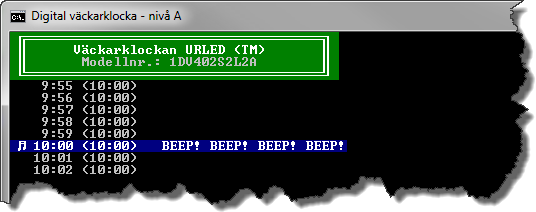 Digital väckarklocka - nivå A
Väckarklockan URLED (TM)
Modellnr.: 1DV402S2L2A
9:55 (10:00)
9:56 (10:00)
9:57 (10:00)
9:58 (10:00)
9:59 (10:00)
♫ 10:00 (10:00) BEEP! BEEP! BEEP! BEEP!
10:01 (10:00)
10:02 (10:00)